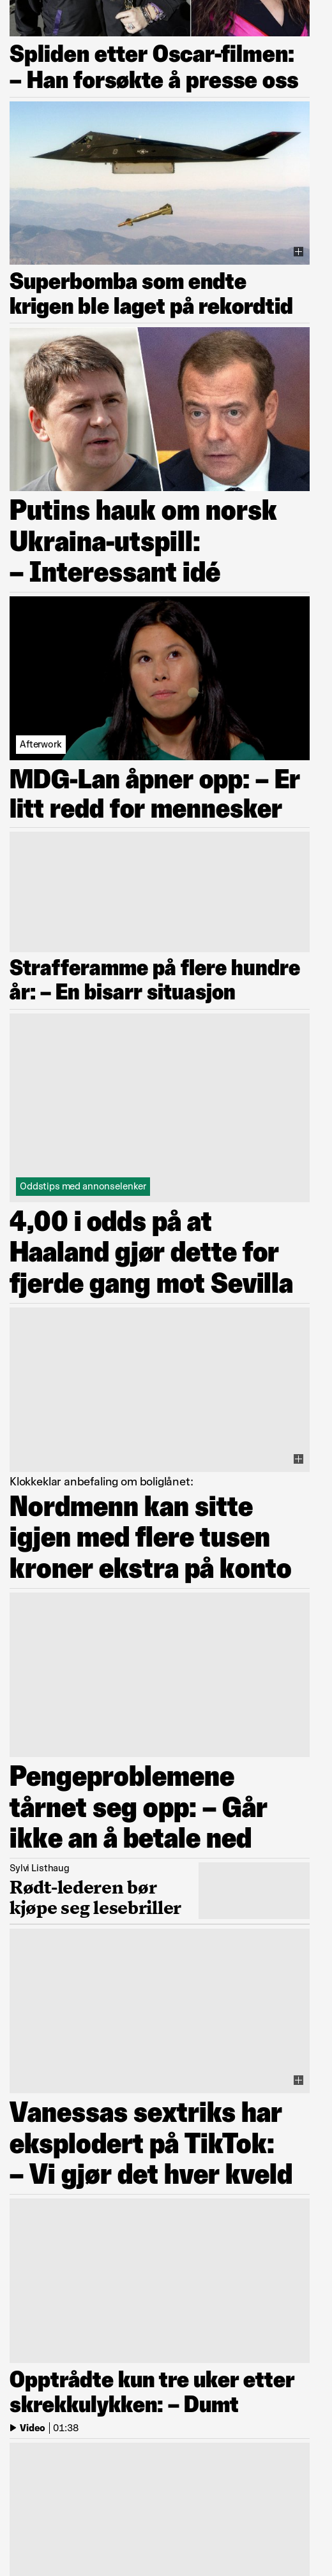 Spliden etter Oscar-filmen:
– Han forsøkte å presse oss
Superbomba som endte
krigen ble laget på rekordtid
Putins hauk om norsk
Ukraina-utspill:
– Interessant idé
Afterwork
MDG-Lan åpner opp: – Er
litt redd for mennesker
Strafferamme på flere hundre
år: – En bisarr situasjon
Oddstips med annonselenker
4,00 i odds på at
Haaland gjør dette for
fjerde gang mot Sevilla
Klokkeklar anbefaling om boliglånet:
Nordmenn kan sitte
igjen med flere tusen
kroner ekstra på konto
Pengeproblemene
tårnet seg opp: – Går
ikke an å betale ned
Sylvi Listhaug
Rødt-lederen bør
kjøpe seg lesebriller
Vanessas sextriks har
eksplodert på TikTok:
– Vi gjør det hver kveld
Opptrådte kun tre uker etter
skrekkulykken: – Dumt
Video | 01:38